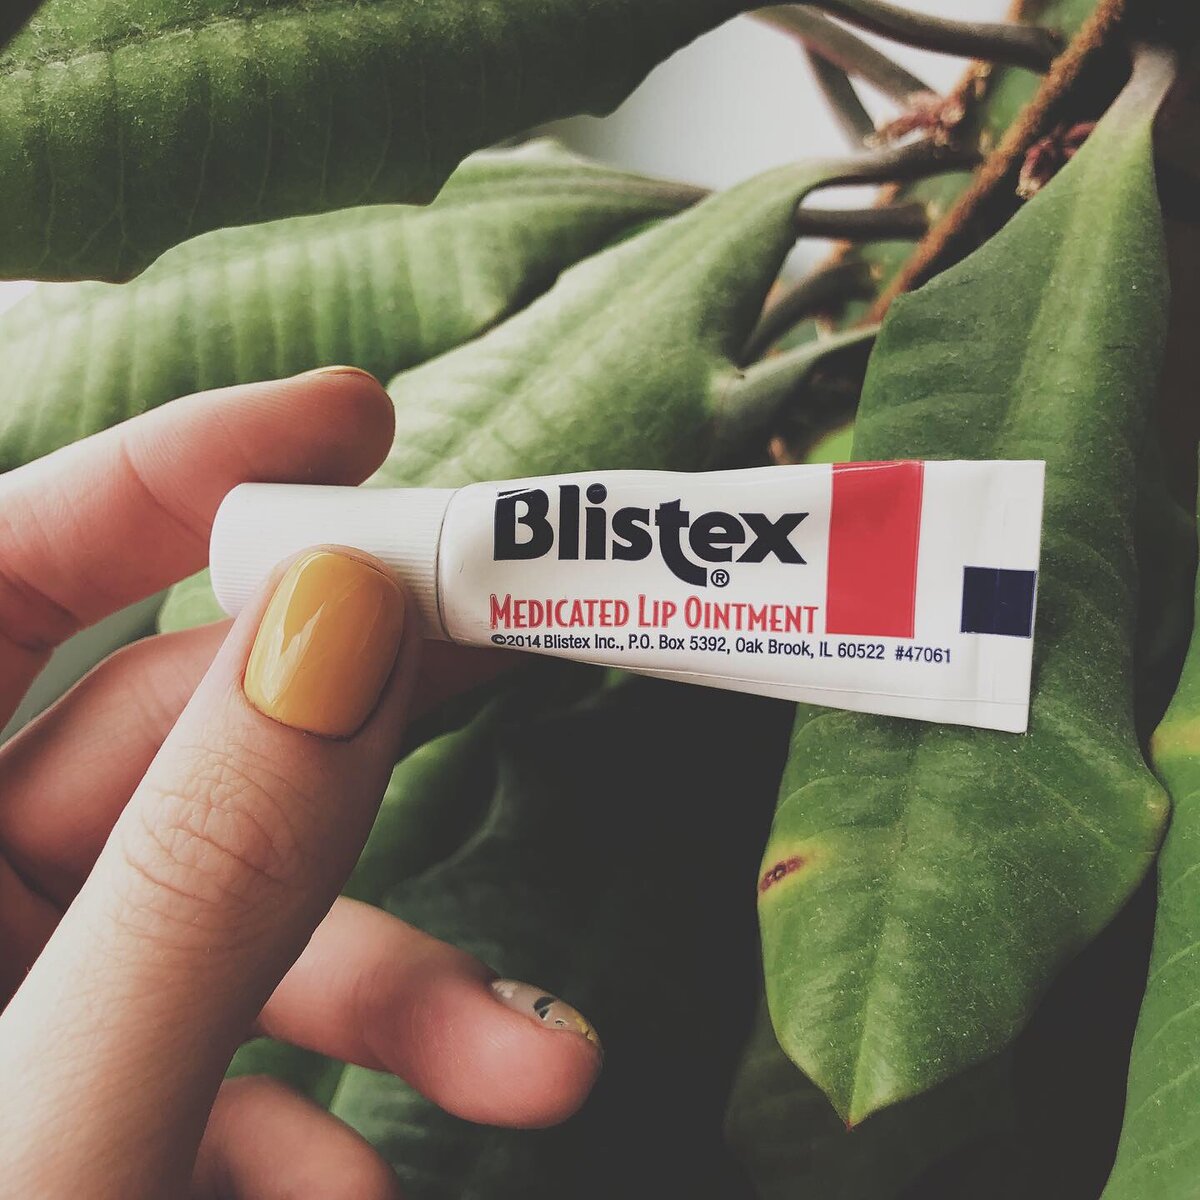 Blistex®
MEDICATED LIP OINTMENT
©2014 Blistex Inc., P.O. Box 5392, Oak Brook, IL 60522 #47061